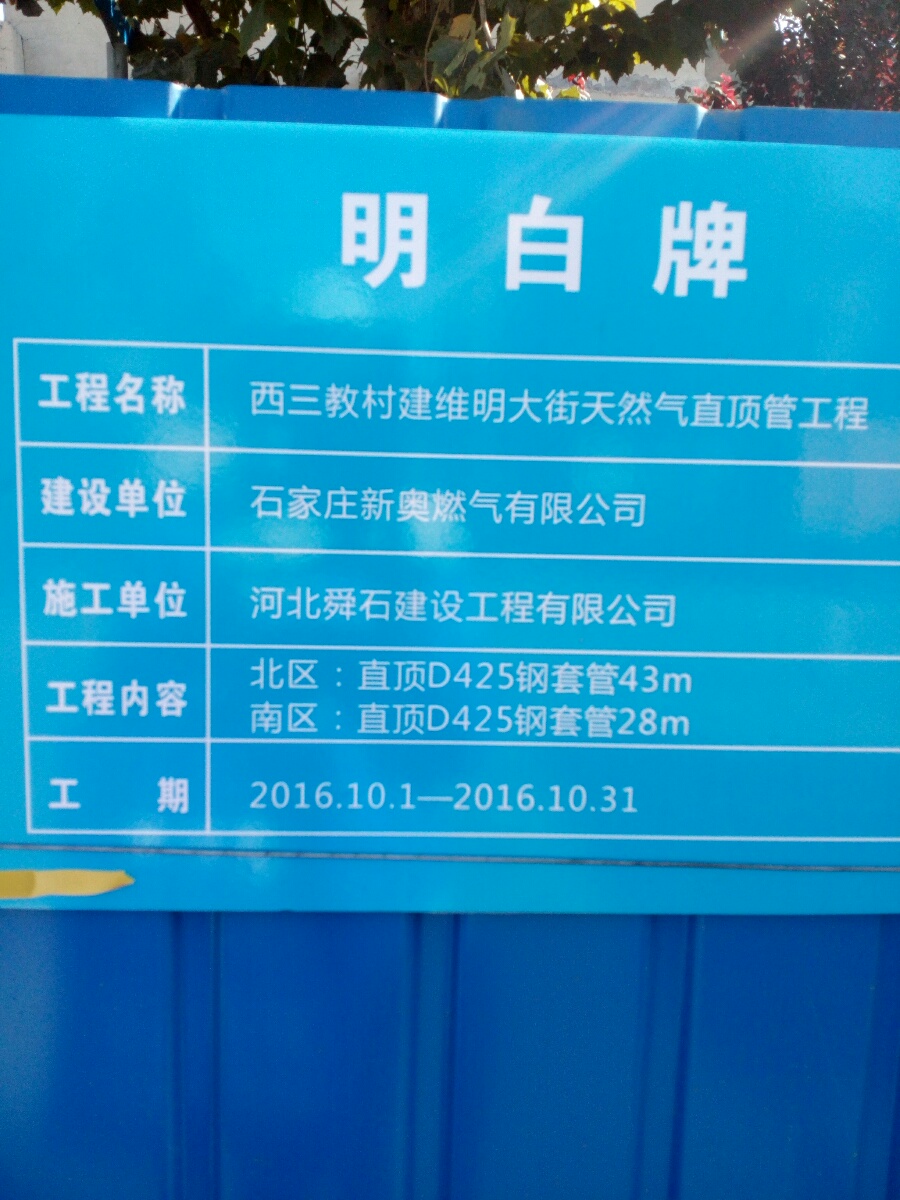 明白牌
工程名称 西三教村建维明大街天然气直顶管工程
建设单位 石家庄新奥燃气有限公司
施工单位 河北舜石建设工程有限公司
工程内容 北区：直顶D425钢套管43m
南区：直顶D425钢套管28m
工期 2016.10.1—2016.10.31